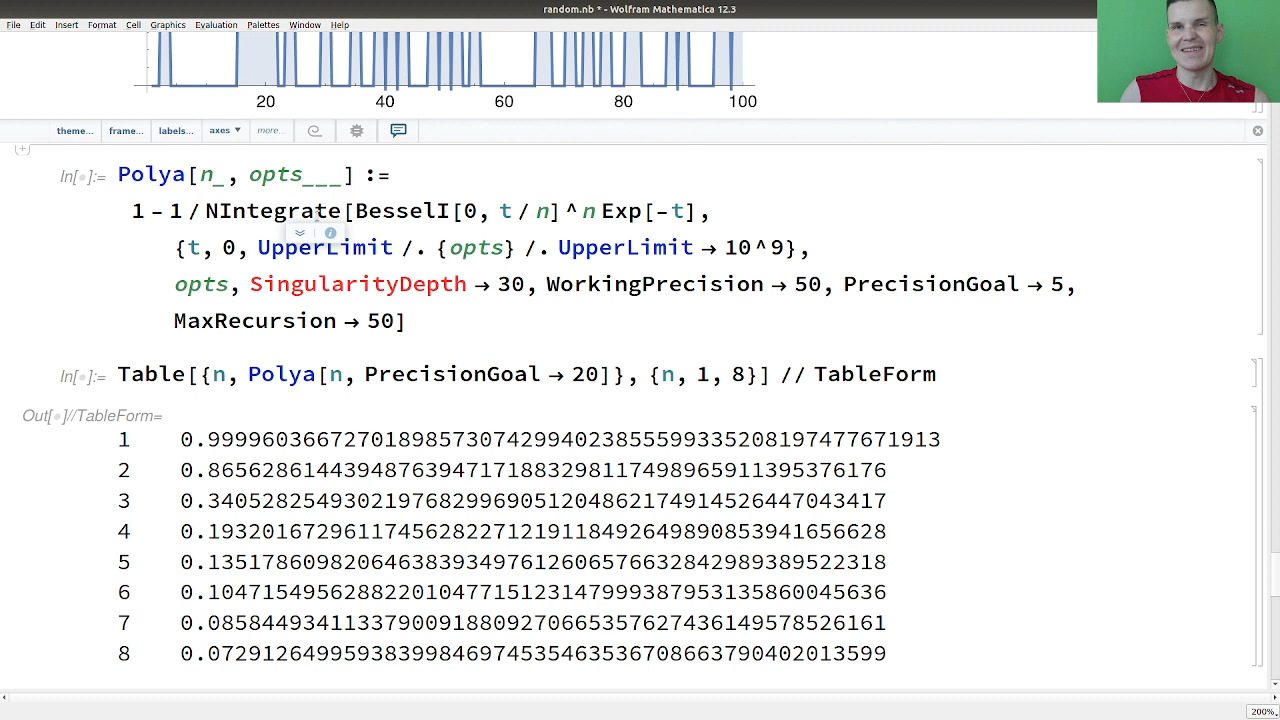 random.nb * - Wolfram Mathematica 12.3
File Edit Insert Format Cell Graphics Evaluation Palettes Window Help
20 40 60 80 100
theme... frame... labels... axes ▼ more...
In[•]:= Polya[n_, opts___] :=
1 - 1 / NIntegrate[BesselI[0, t / n] ^ n Exp[-t],
{t, 0, UpperLimit /. {opts} /. UpperLimit → 10 ^ 9},
opts, SingularityDepth → 30, WorkingPrecision → 50, PrecisionGoal → 5,
MaxRecursion → 50]
In[•]:= Table[{n, Polya[n, PrecisionGoal → 20]}, {n, 1, 8}] // TableForm
Out[•]//TableForm=
1 0.99996036672701898573074299402385559933520819747767191​3
2 0.86562861443948763947171883298117498965911395376176
3 0.34052825493021976829969051204862174914526447043417
4 0.19320167296117456282271219118492649890853941656628
5 0.13517860982064638393497612606576632842989389522318
6 0.10471549562882201047715123147999387953135860045636
7 0.08584493411337900918809270665357627436149578526161
8 0.07291264995938399846974535463536708663790402013599
200%